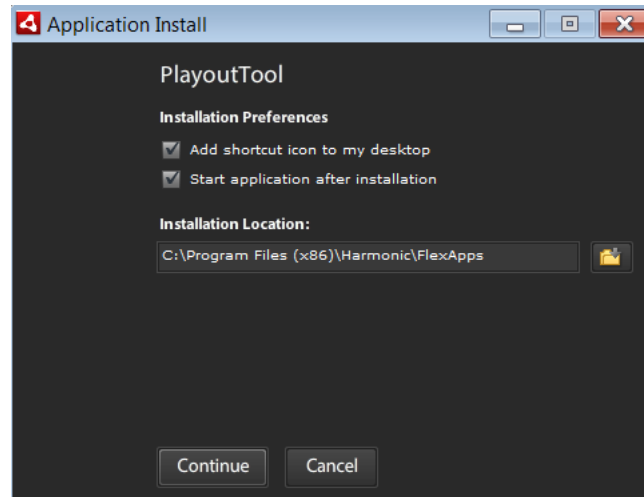 Application Install
PlayoutTool
Installation Preferences
Add shortcut icon to my desktop
Start application after installation
Installation Location:
C:\Program Files (x86)\Harmonic\FlexApps
Continue
Cancel